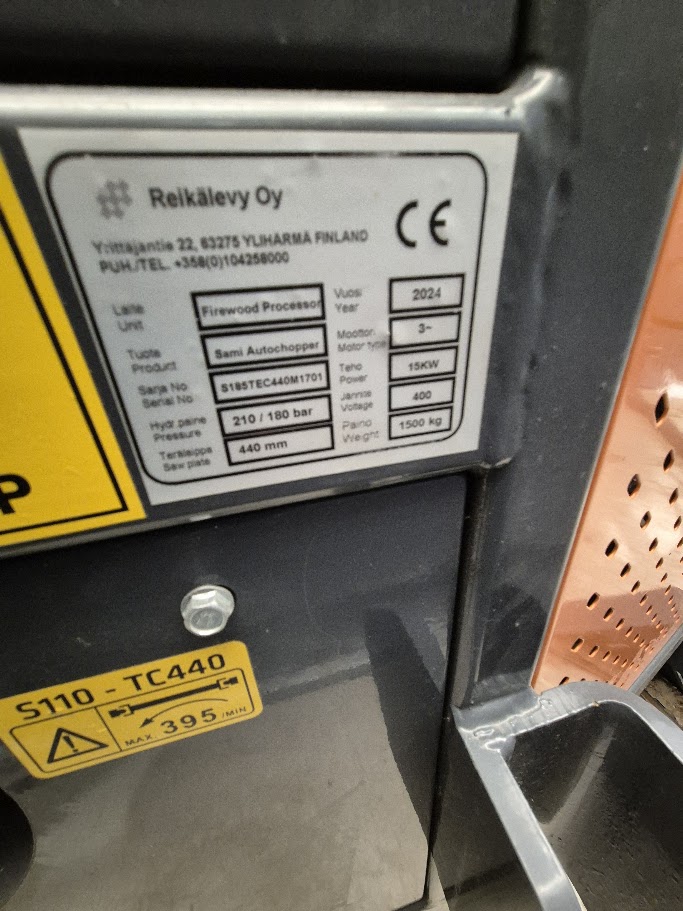 Reikälevy Oy
CE
Yrittäjäntie 22, 63275 YLIHÄRMÄ FINLAND
PUH./TEL. +358(0)104258000
Laite
Unit
Firewood Processor
Vuosi
Year
2024
Tuote
Product
Sami Autochopper
Moottori
Motor type
3~
Sarja No
Serial No
S185TEC440M1701
Teho
Power
15KW
Hydr paine
Pressure
210 / 180 bar
Jännite
Voltage
400
Teräleippa
Saw plate
440 mm
Paino
Weight
1500 kg
P
S110 - TC440
MAX. 395 /MIN